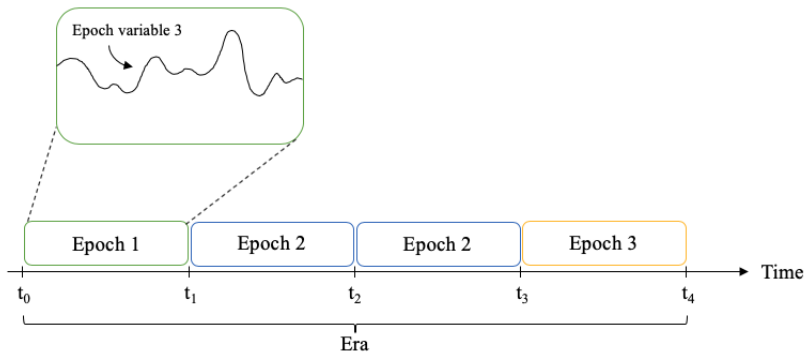 Epoch variable 3
Epoch 1
Epoch 2
Epoch 2
Epoch 3
Time
t₀
t₁
t₂
t₃
t₄
Era